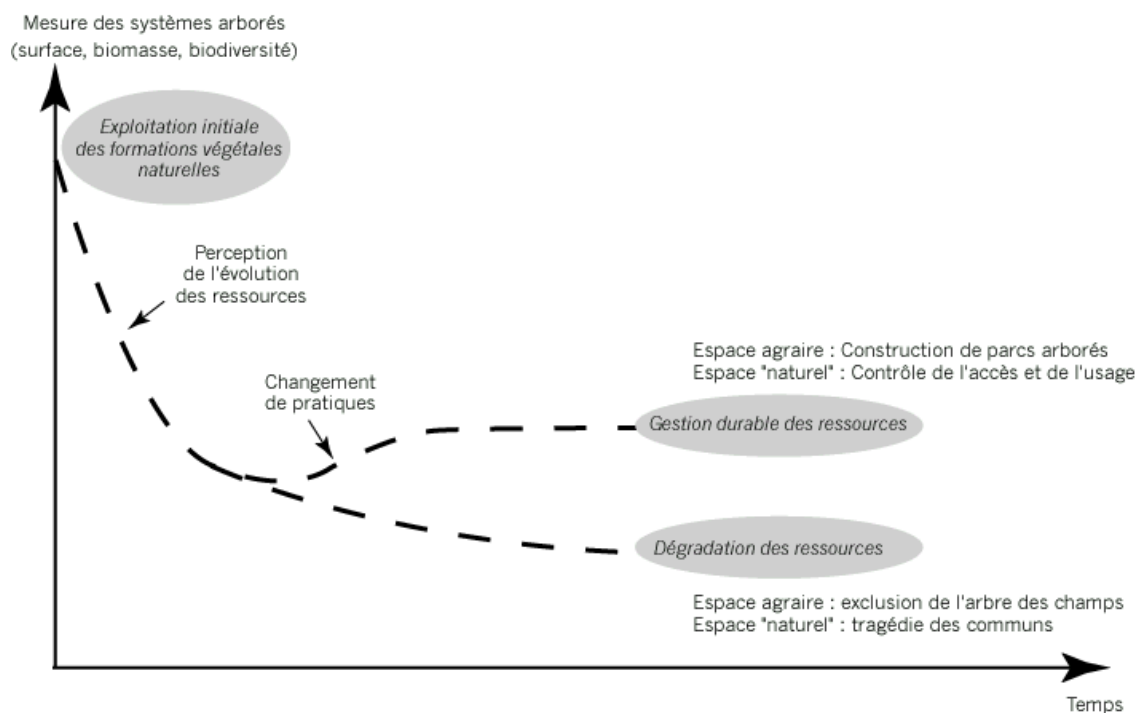 Mesure des systèmes arborés
(surface, biomasse, biodiversité)
Exploitation initiale
des formations végétales
naturelles
Perception
de l'évolution
des ressources
Changement
de pratiques
Espace agraire : Construction de parcs arborés
Espace "naturel" : Contrôle de l'accès et de l'usage
Gestion durable des ressources
Dégradation des ressources
Espace agraire : exclusion de l'arbre des champs
Espace "naturel" : tragédie des communs
Temps